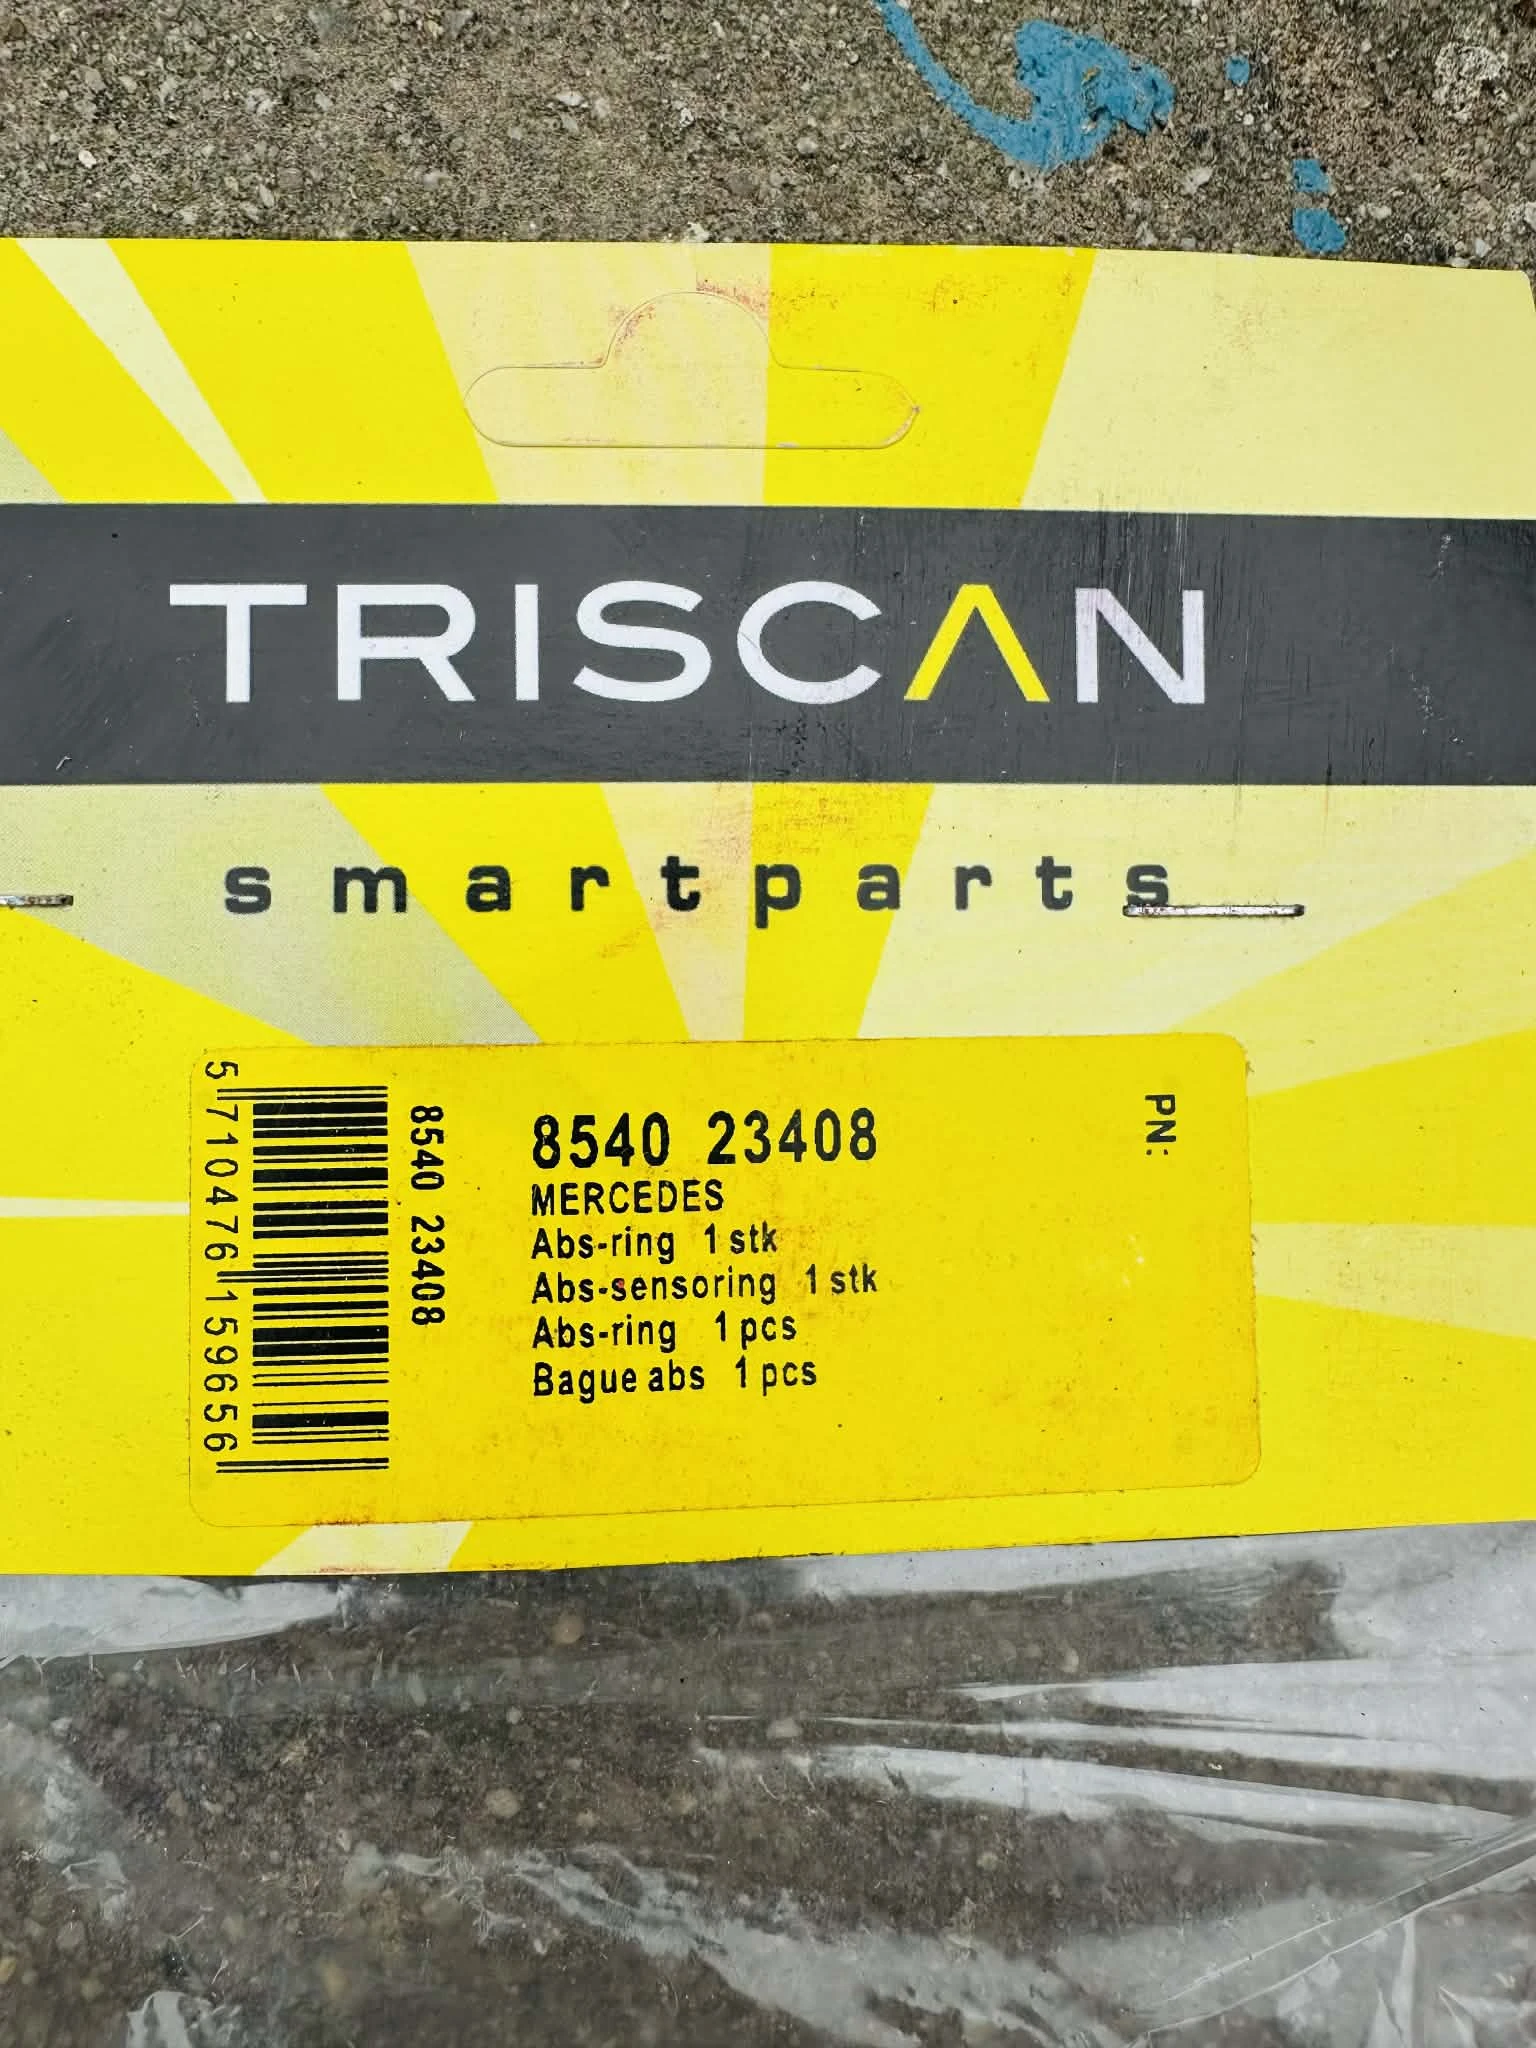 TRISCAN
smartparts
5 710476 159656
8540 23408
8540 23408
MERCEDES
Abs-ring 1 stk
Abs-sensoring 1 stk
Abs-ring 1 pcs
Bague abs 1 pcs
PN: